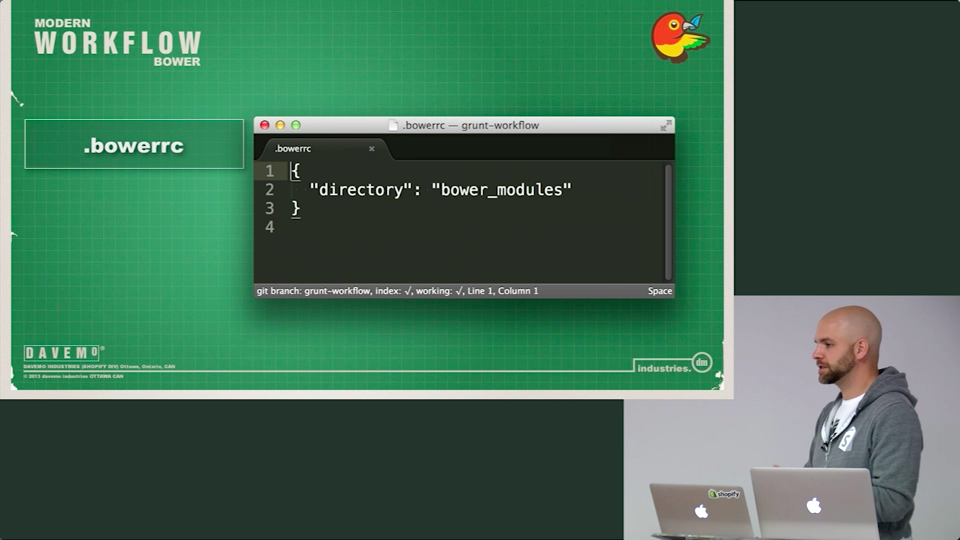 MODERN
WORKFLOW
BOWER
.bowerrc
.bowerrc — grunt-workflow
.bowerrc
1 {
2 "directory": "bower_modules"
3 }
4
git branch: grunt-workflow, index: √, working: √, Line 1, Column 1 Space
DAVEMO®
DAVEMO INDUSTRIES (SHOPIFY DIV) Ottawa, Ontario, CAN
© 2013 davemo industries OTTAWA CAN
industries. dm
shopify
S